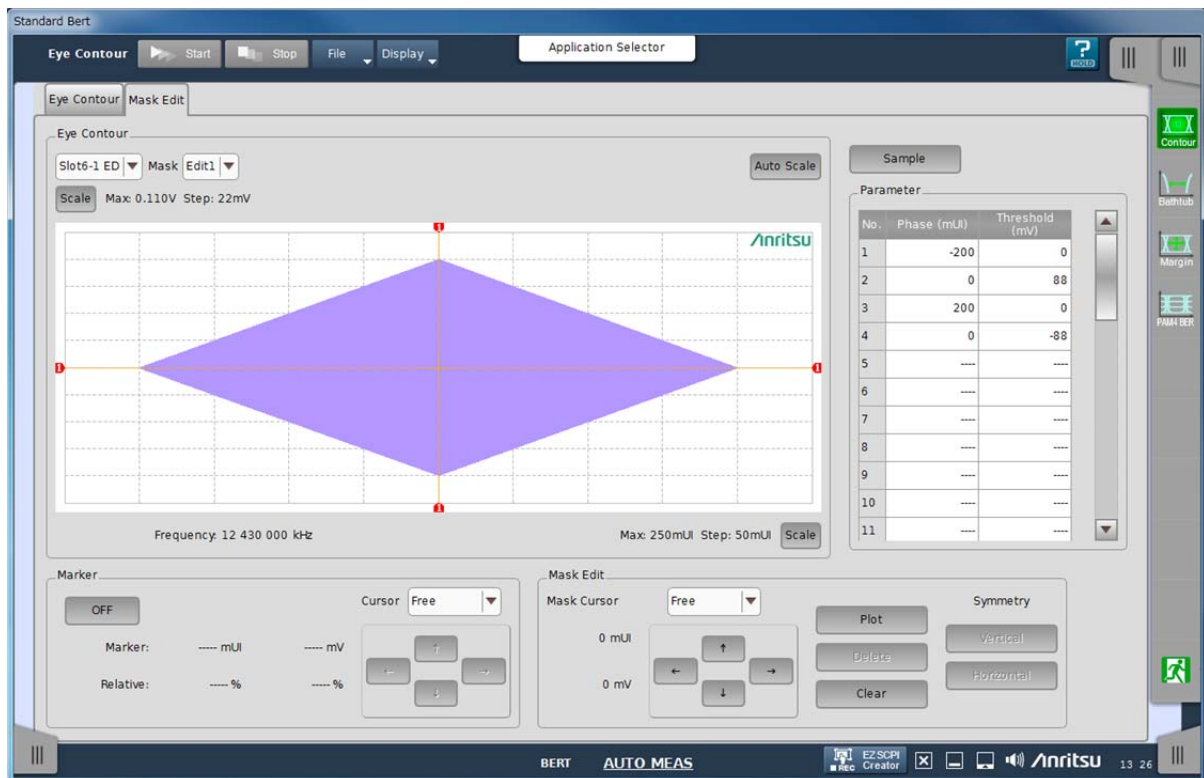 Standard Bert
Eye Contour Start Stop File Display Application Selector ? HOLD
Eye Contour Mask Edit
Eye Contour
Slot6-1 ED Mask Edit1 Auto Scale
Scale Max: 0.110V Step: 22mV
1
Anritsu
1 1
1
Frequency: 12 430 000 kHz Max: 250mUI Step: 50mUI Scale
Sample
Parameter
No. Phase (mUI) Threshold (mV)
1 -200 0
2 0 88
3 200 0
4 0 -88
5 ---- ----
6 ---- ----
7 ---- ----
8 ---- ----
9 ---- ----
10 ---- ----
11 ---- ----
Contour
Bathtub
Margin
PAM4 BER
Marker
OFF Cursor Free
Marker: ----- mUI ----- mV
Relative: ----- % ----- %
↑
← →
↓
Mask Edit
Mask Cursor Free
0 mUI
0 mV
↑
← →
↓
Plot
Delete
Clear
Symmetry
Vertical
Horizontal
BERT AUTO MEAS REC EZ SCPI Creator Anritsu 13 26